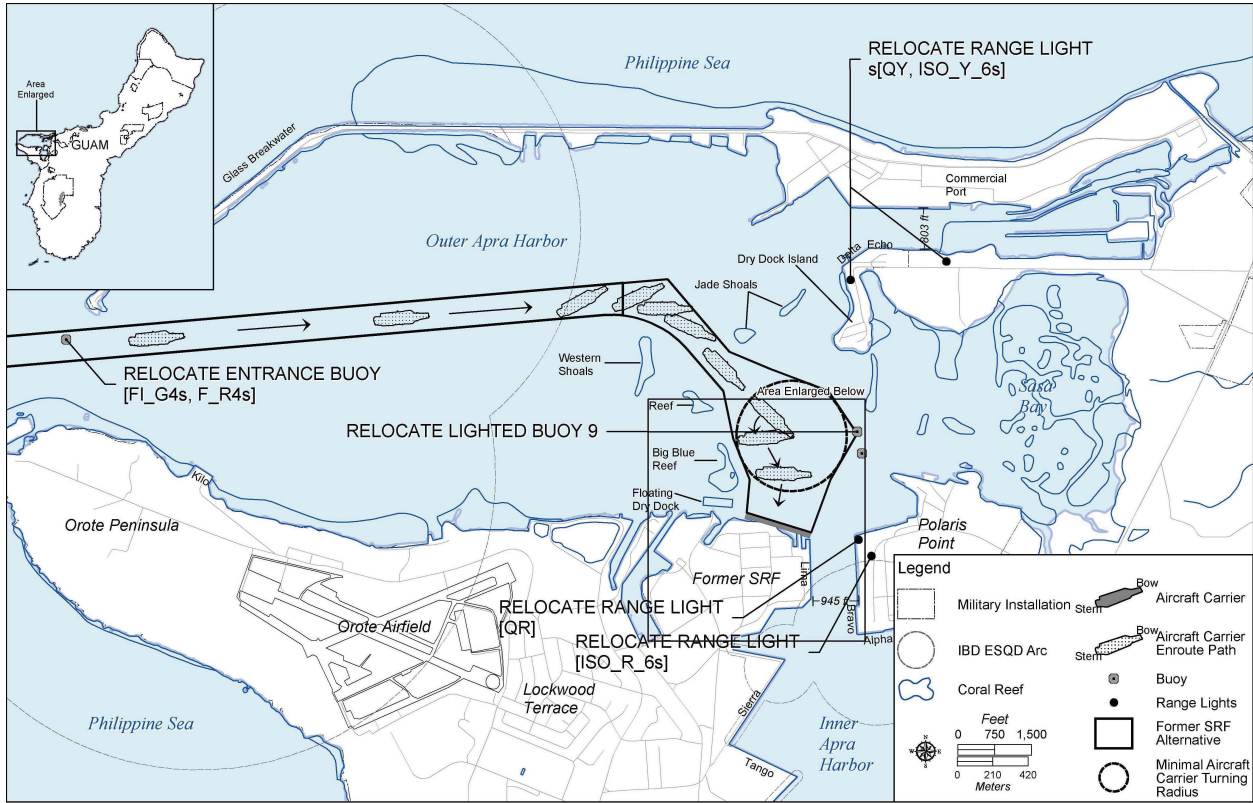 Area
Enlarged
GUAM
Philippine Sea
RELOCATE RANGE LIGHT
s[QY, ISO_Y_6s]
Glass Breakwater
Commercial
Port
Outer Apra Harbor
603 ft
Delta
Echo
Dry Dock Island
Jade Shoals
Western
Shoals
RELOCATE ENTRANCE BUOY
[FI_G4s, F_R4s]
Sasa
Bay
Area Enlarged Below
Reef
RELOCATE LIGHTED BUOY 9
Big Blue
Reef
Kilo
Floating
Dry Dock
Orote Peninsula
Polaris
Point
Former SRF
Lima
945 ft
Bravo
Alpha
RELOCATE RANGE LIGHT
[QR]
Orote Airfield
RELOCATE RANGE LIGHT
[ISO_R_6s]
Lockwood
Terrace
Sierra
Philippine Sea
Inner
Apra
Harbor
Tango
Legend
Military Installation
IBD ESQD Arc
Coral Reef
N
W
E
S
Feet
0 750 1,500
0 210 420
Meters
Bow
Stern
Aircraft Carrier
Bow
Stern
Aircraft Carrier
Enroute Path
Buoy
Range Lights
Former SRF
Alternative
Minimal Aircraft
Carrier Turning
Radius